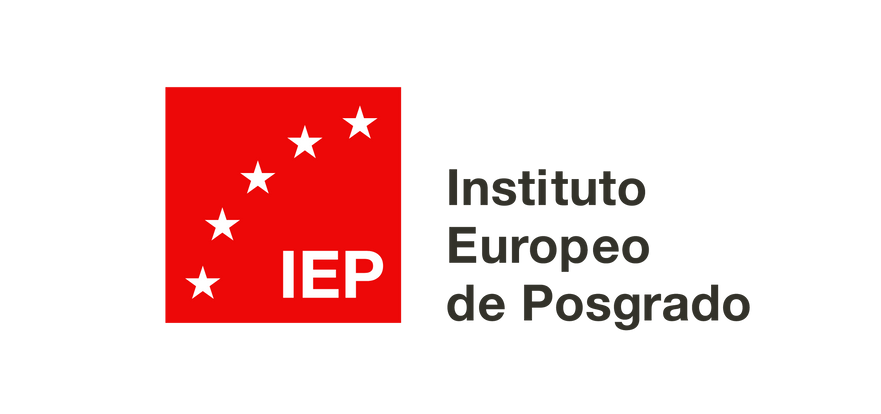 IEP
Instituto
Europeo
de Posgrado